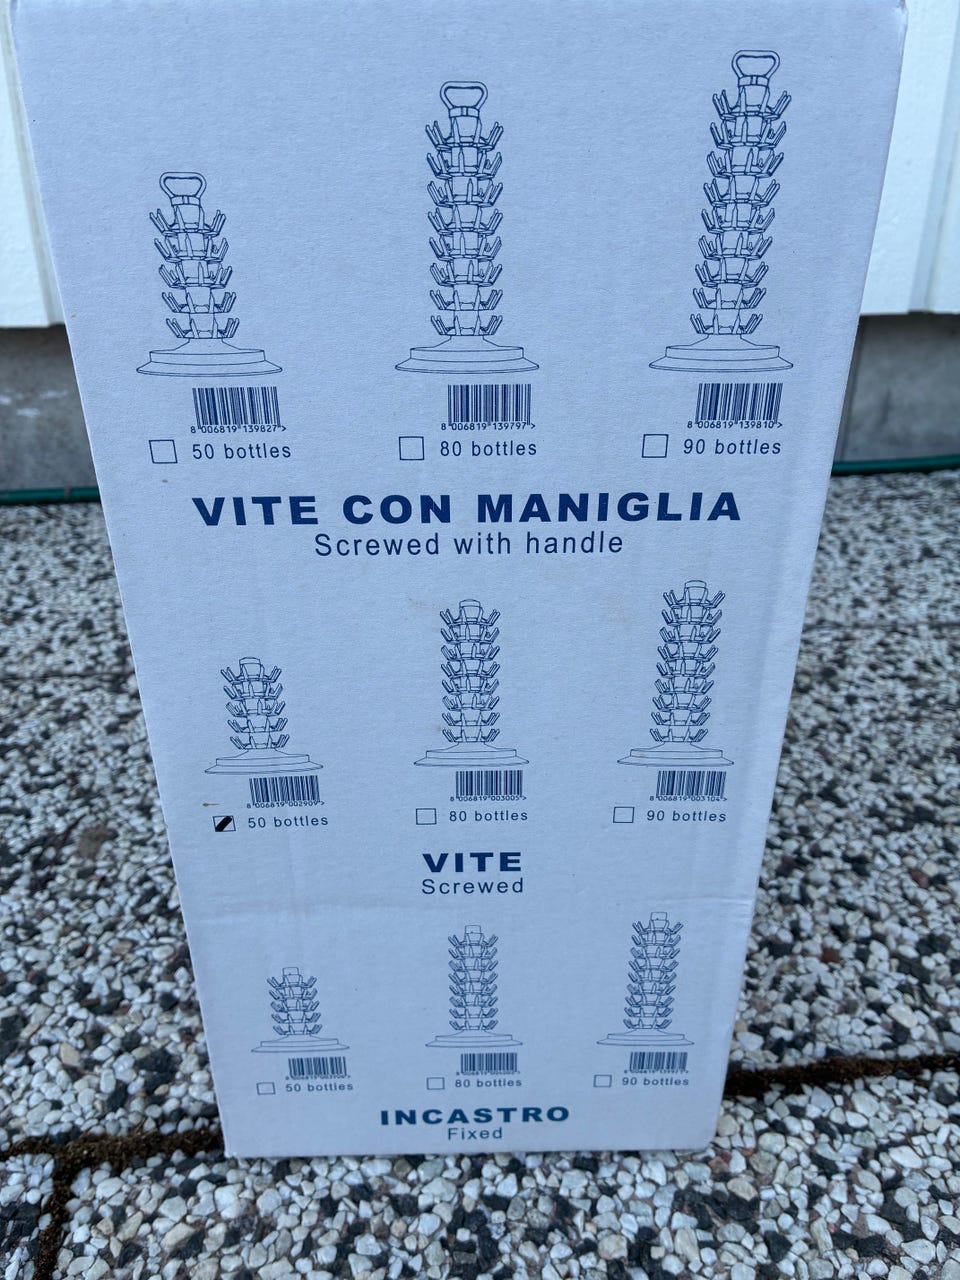 8 006819 139827 >
8 006819 139797 >
8 006819 139810 >
50 bottles
80 bottles
90 bottles
VITE CON MANIGLIA
Screwed with handle
8 006819 002909 >
8 006819 003005 >
8 006819 003104 >
50 bottles
80 bottles
90 bottles
VITE
Screwed
50 bottles
80 bottles
90 bottles
INCASTRO
Fixed